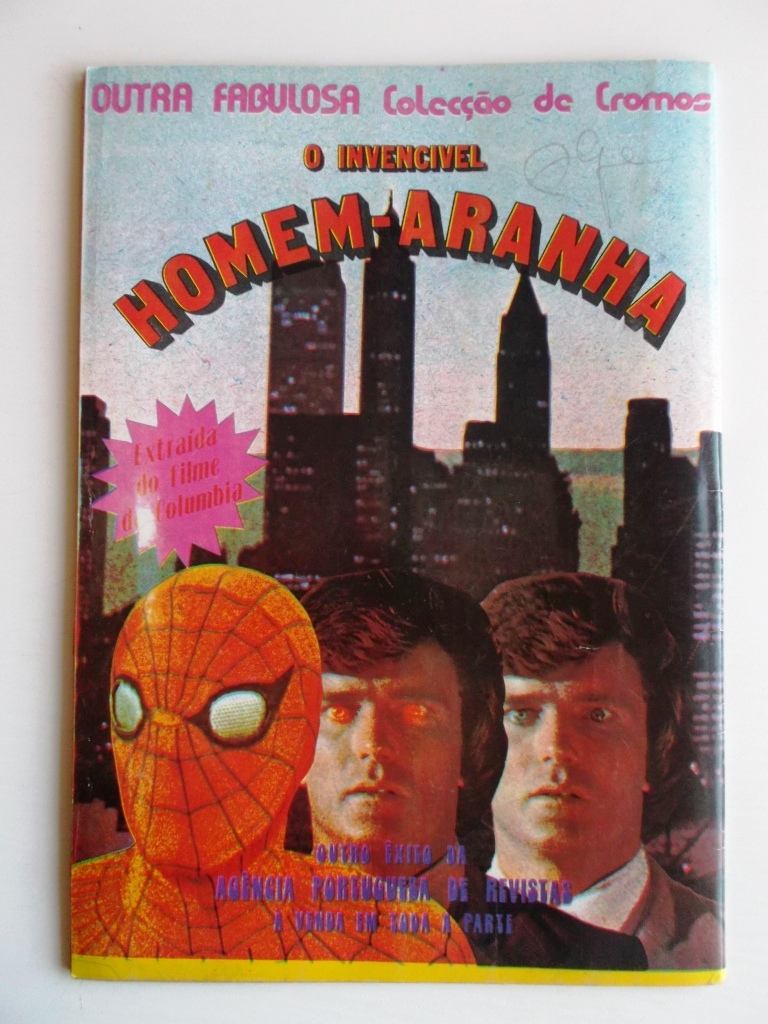 OUTRA FABULOSA Colecção de Cromos
O INVENCIVEL
HOMEM-ARANHA
Extraída
do filme
da Columbia
OUTRO ÊXITO DA
AGÊNCIA PORTUGUESA DE REVISTAS
À VENDA EM TODA A PARTE